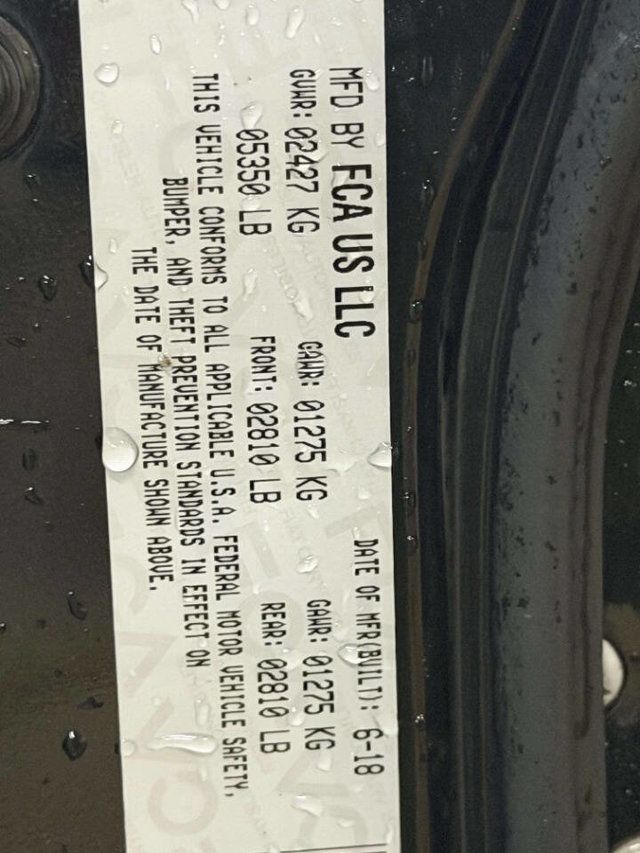 MFD BY FCA US LLC DATE OF MFR(BUILT): 6-18
GVWR: 02427 KG GAWR: 01275 KG GAWR: 01275 KG
05350 LB FRONT: 02810 LB REAR: 02810 LB
THIS VEHICLE CONFORMS TO ALL APPLICABLE U.S.A. FEDERAL MOTOR VEHICLE SAFETY,
BUMPER, AND THEFT PREVENTION STANDARDS IN EFFECT ON
THE DATE OF MANUFACTURE SHOWN ABOVE.